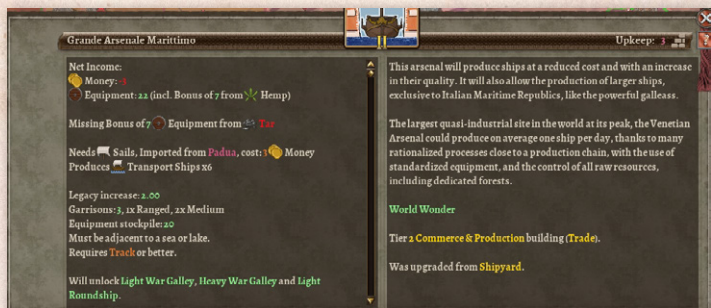 Grande Arsenale Marittimo
Upkeep: 3
Net Income:
Money: -3
Equipment: 22 (incl. Bonus of 7 from Hemp)
Missing Bonus of 7 Equipment from Tar
Needs Sails, Imported from Padua, cost: 3 Money
Produces Transport Ships x6
Legacy increase: 2.00
Garrisons: 3, 1x Ranged, 2x Medium
Equipment stockpile: 20
Must be adjacent to a sea or lake.
Requires Track or better.
Will unlock Light War Galley, Heavy War Galley and Light
Roundship.
This arsenal will produce ships at a reduced cost and with an increase
in their quality. It will also allow the production of larger ships,
exclusive to Italian Maritime Republics, like the powerful galleass.
The largest quasi-industrial site in the world at its peak, the Venetian
Arsenal could produce on average one ship per day, thanks to many
rationalized processes close to a production chain, with the use of
standardized equipment, and the control of all raw resources,
including dedicated forests.
World Wonder
Tier 2 Commerce & Production building (Trade).
Was upgraded from Shipyard.